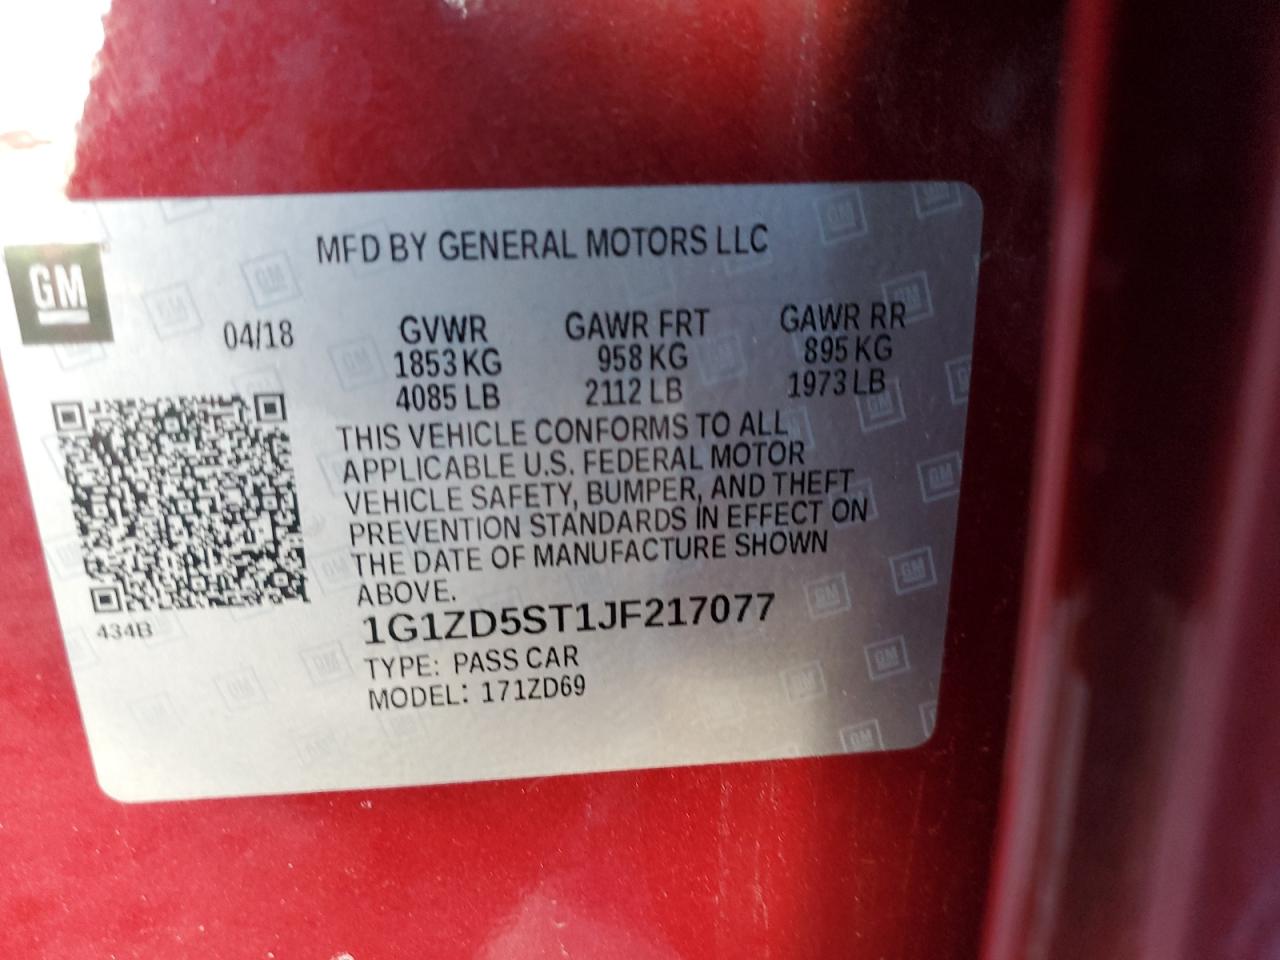 MFD BY GENERAL MOTORS LLC
GM
04/18 GVWR GAWR FRT GAWR RR
1853 KG 958 KG 895 KG
4085 LB 2112 LB 1973 LB
THIS VEHICLE CONFORMS TO ALL
APPLICABLE U.S. FEDERAL MOTOR
VEHICLE SAFETY, BUMPER, AND THEFT
PREVENTION STANDARDS IN EFFECT ON
THE DATE OF MANUFACTURE SHOWN
ABOVE.
434B
1G1ZD5ST1JF217077
TYPE: PASS CAR
MODEL: 171ZD69